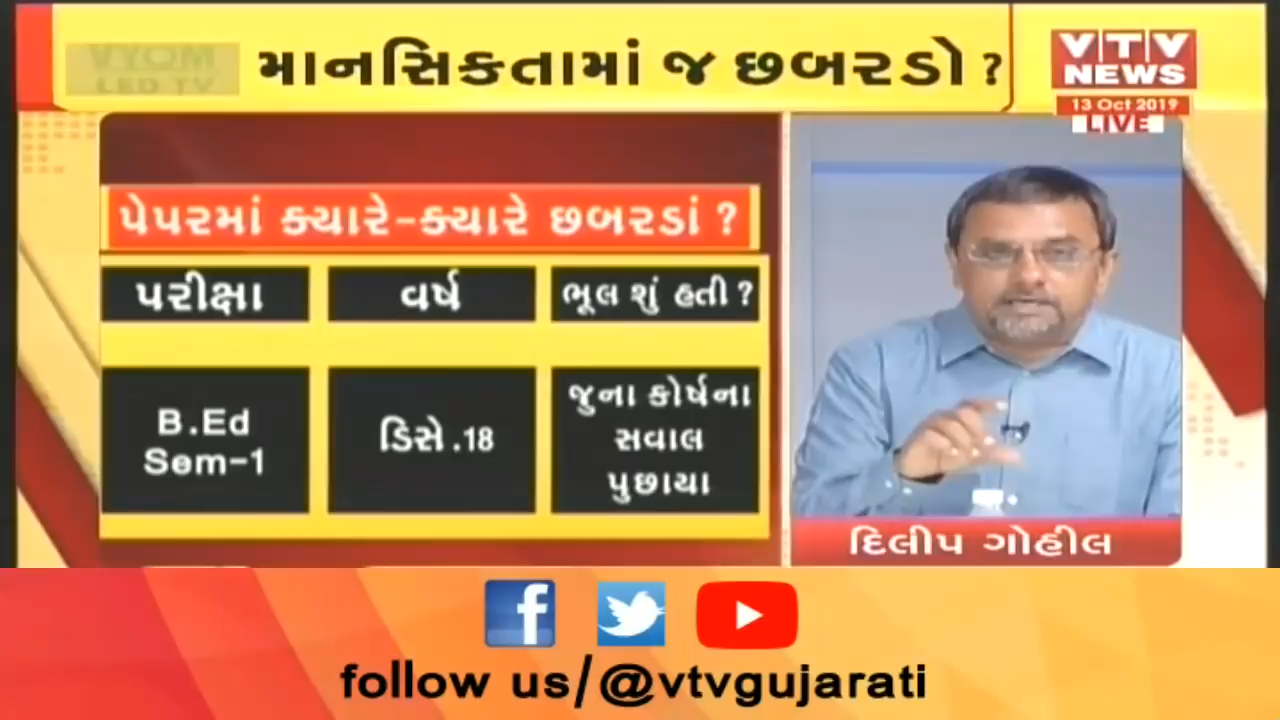 VYOM
LED TV
માનસિકતામાં જ છબરડો ?
VTV
NEWS
13 Oct 2019
LIVE
પેપરમાં ક્યારે-ક્યારે છબરડાં ?
પરીક્ષા
વર્ષ
ભૂલ શું હતી ?
B.Ed
Sem-1
ડિસે .18
જુના કોર્ષના
સવાલ
પુછાયા
દિલીપ ગોહીલ
follow us/@vtvgujarati